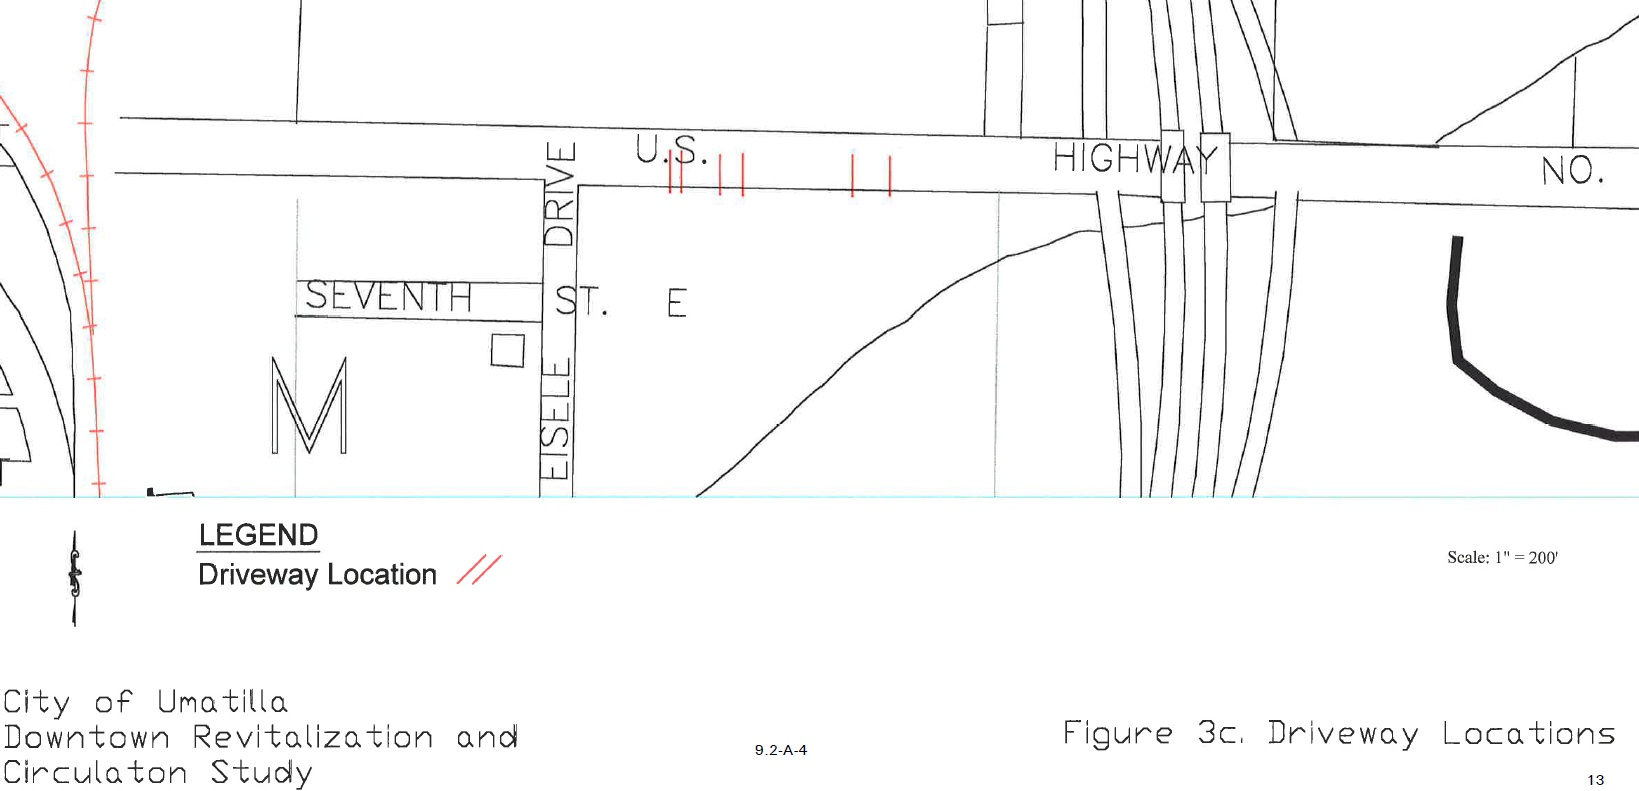 U.S.
HIGHWAY
NO.
EISELE DRIVE
SEVENTH ST. E
M
LEGEND
Driveway Location
Scale: 1" = 200'
City of Umatilla
Downtown Revitalization and
Circulaton Study
9.2-A-4
Figure 3c. Driveway Locations
13